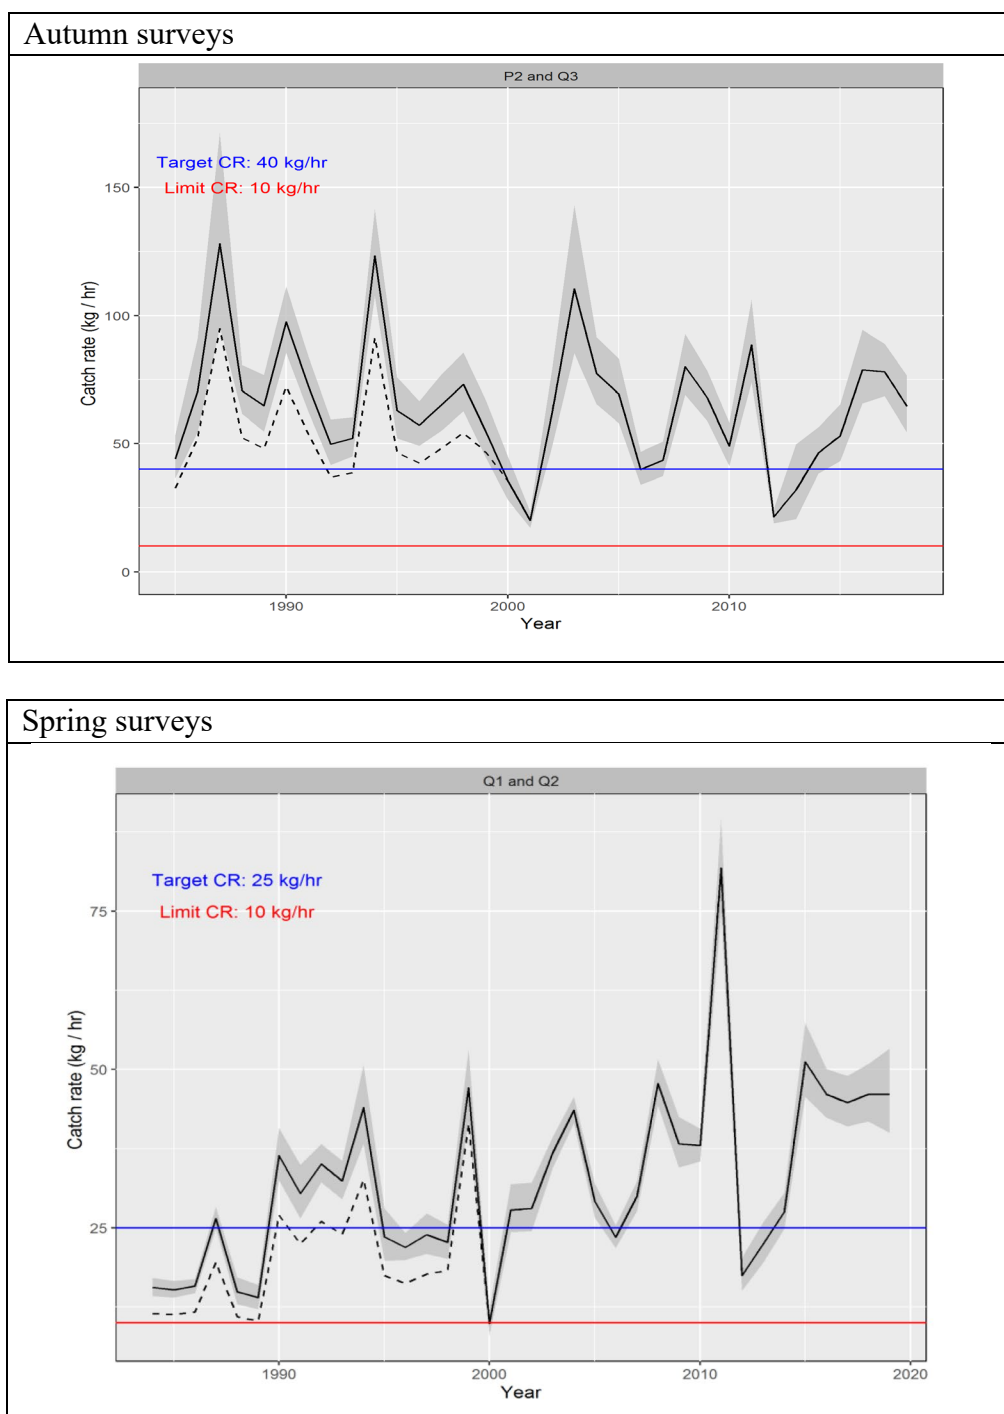 Autumn surveys
P2 and Q3
Target CR: 40 kg/hr
Limit CR: 10 kg/hr
150
100
50
0
Catch rate (kg / hr)
1990
2000
2010
Year
Spring surveys
Q1 and Q2
Target CR: 25 kg/hr
Limit CR: 10 kg/hr
75
50
25
Catch rate (kg / hr)
1990
2000
2010
2020
Year